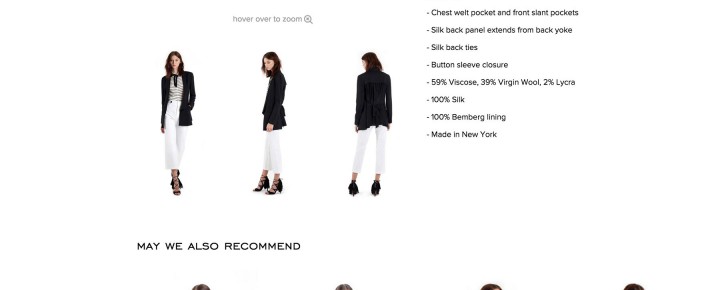 hover over to zoom
- Chest welt pocket and front slant pockets
- Silk back panel extends from back yoke
- Silk back ties
- Button sleeve closure
- 59% Viscose, 39% Virgin Wool, 2% Lycra
- 100% Silk
- 100% Bemberg lining
- Made in New York
MAY WE ALSO RECOMMEND